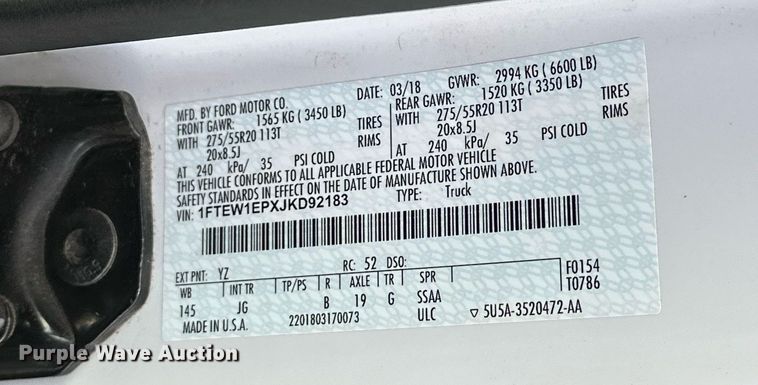 MFD. BY FORD MOTOR CO.
DATE: 03/18
GVWR: 2994 KG ( 6600 LB)
FRONT GAWR: 1565 KG ( 3450 LB)
REAR GAWR: 1520 KG ( 3350 LB)
WITH 275/55R20 113T TIRES
WITH 275/55R20 113T TIRES
20x8.5J RIMS
20x8.5J RIMS
AT 240 kPa/ 35 PSI COLD
AT 240 kPa/ 35 PSI COLD
THIS VEHICLE CONFORMS TO ALL APPLICABLE FEDERAL MOTOR VEHICLE
SAFETY STANDARDS IN EFFECT ON THE DATE OF MANUFACTURE SHOWN ABOVE.
VIN: 1FTEW1EPXJKD92183
TYPE: Truck
EXT PNT: YZ RC: 52 DSO:
F0154
T0786
WB INT TR TP/PS R AXLE TR SPR
145 JG B 19 G SSAA
MADE IN U.S.A. 2201803170073 ULC ▽ 5U5A-3520472-AA
Purple Wave Auction